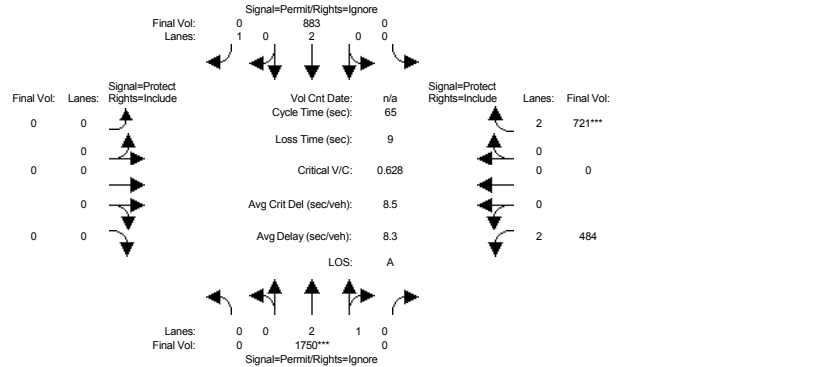 Signal=Permit/Rights=Ignore
Final Vol: 0 883 0
Lanes: 1 0 2 0 0
Signal=Protect Signal=Protect
Final Vol: Lanes: Rights=Include Vol Cnt Date: n/a Rights=Include Lanes: Final Vol:
Cycle Time (sec): 65
0 0 2 721***
Loss Time (sec): 9
0 0
0 0 Critical V/C: 0.628 0 0
0 Avg Crit Del (sec/veh): 8.5 0
0 0 Avg Delay (sec/veh): 8.3 2 484
LOS: A
Lanes: 0 0 2 1 0
Final Vol: 0 1750*** 0
Signal=Permit/Rights=Ignore